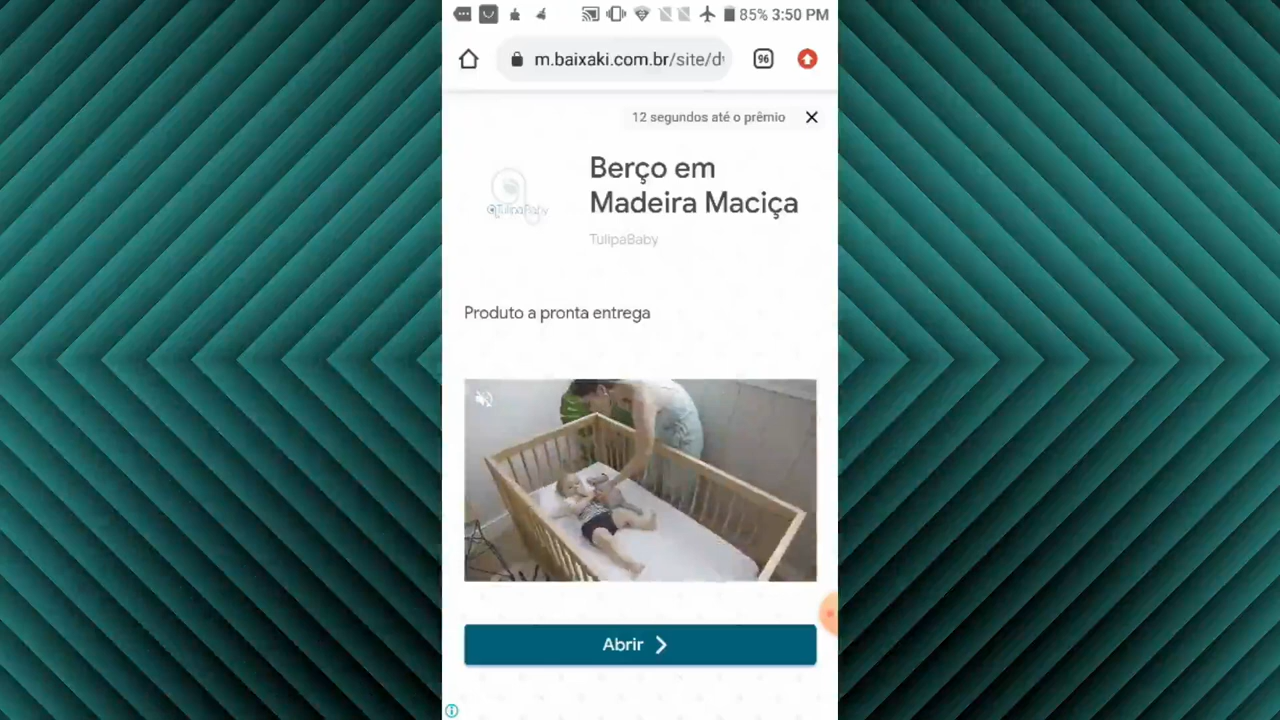 85% 3:50 PM
m.baixaki.com.br/site/d
96
12 segundos até o prêmio
Berço em
Madeira Maciça
TulipaBaby
TulipaBaby
Produto a pronta entrega
Abrir